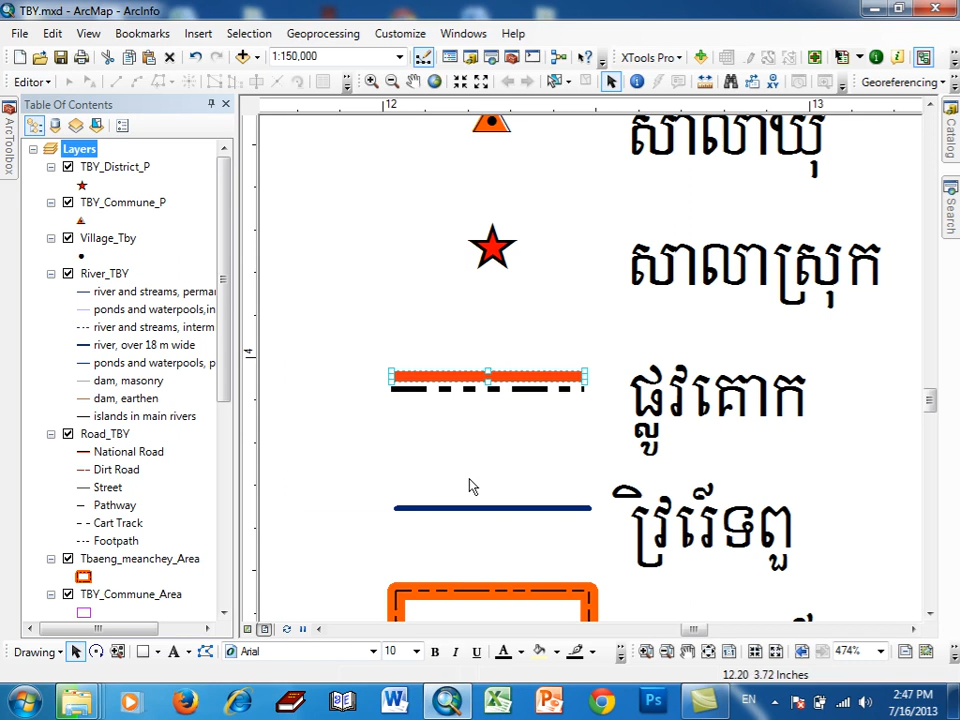 TBY.mxd - ArcMap - ArcInfo
File Edit View Bookmarks Insert Selection Geoprocessing Customize Windows Help
1:150,000
XTools Pro
Editor
Georeferencing
Table Of Contents
12
13
4
ArcToolbox
Catalog
Search
Layers
TBY_District_P
TBY_Commune_P
Village_Tby
River_TBY
river and streams, perma
ponds and waterpools,in
river and streams, interm
river, over 18 m wide
ponds and waterpools, p
dam, masonry
dam, earthen
islands in main rivers
Road_TBY
National Road
Dirt Road
Street
Pathway
Cart Track
Footpath
Tbaeng_meanchey_Area
TBY_Commune_Area
សាលាឃុ
សាលាស្រុក
ផ្លូវគោក
Drawing
Arial
10
B I U A
474%
12.20 3.72 Inches
EN
2:47 PM
7/16/2013